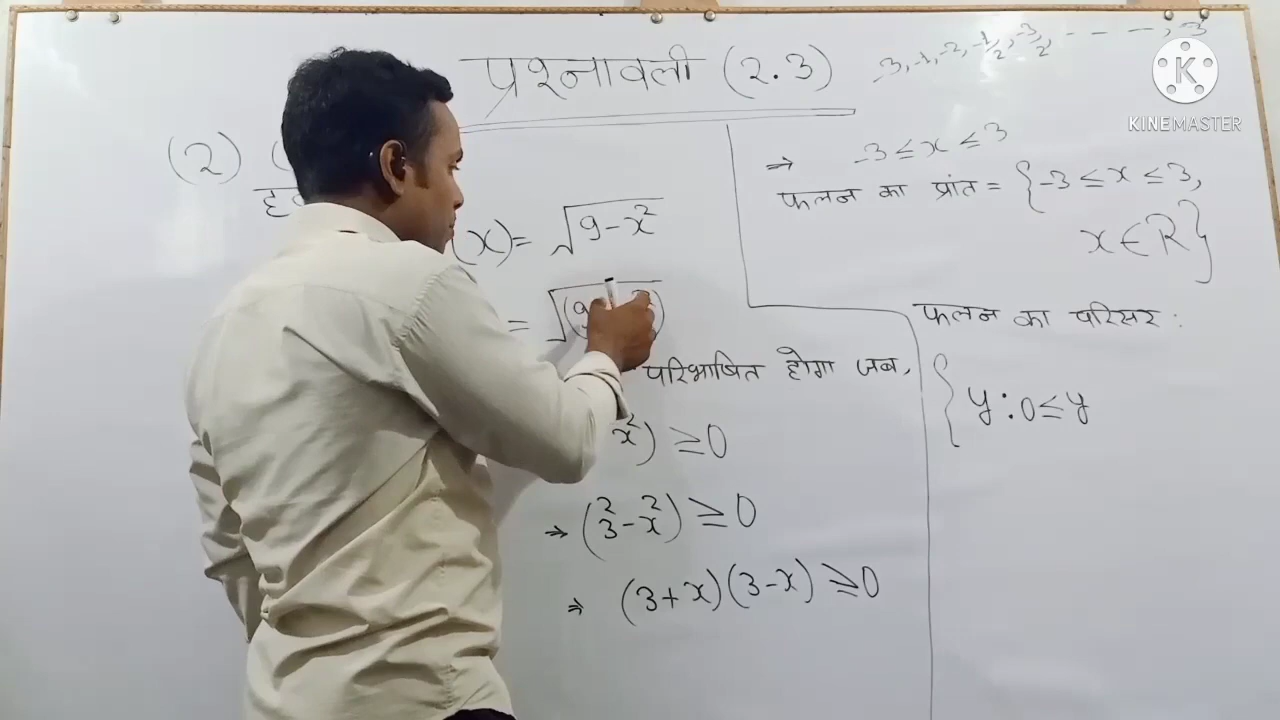 प्रश्नावली (2.3)
-3, -1, -2, -1/2, -3/2, - - - -, 3
KINEMASTER
(2)
(x) = √9-x²
= √(9
परिभाषित होगा जब,
x²) ≥ 0
⇒ (3²-x²) ≥ 0
⇒ (3+x)(3-x) ≥ 0
⇒ -3 ≤ x ≤ 3
फलन का प्रांत = {-3 ≤ x ≤ 3,
x ∈ R}
फलन का परिसर :
{ y : 0 ≤ y